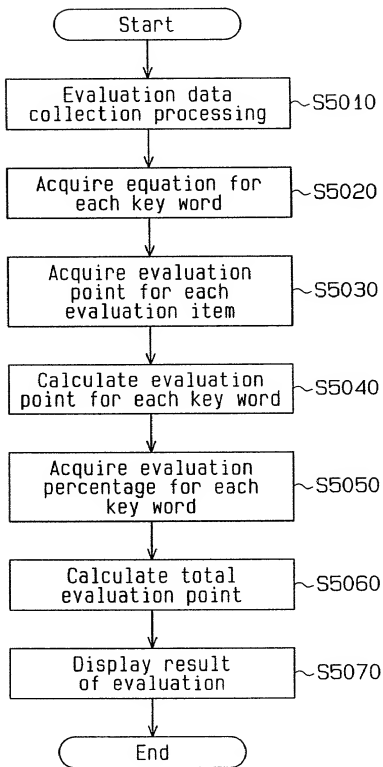 Start
Evaluation data
collection processing
S5010
Acquire equation for
each key word
S5020
Acquire evaluation
point for each
evaluation item
S5030
Calculate evaluation
point for each key word
S5040
Acquire evaluation
percentage for each
key word
S5050
Calculate total
evaluation point
S5060
Display result
of evaluation
S5070
End